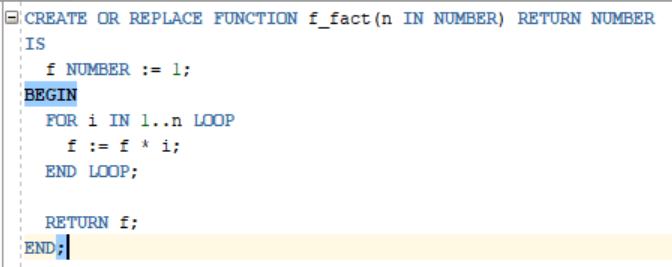 CREATE OR REPLACE FUNCTION f_fact(n IN NUMBER) RETURN NUMBER
IS
  f NUMBER := 1;
BEGIN
  FOR i IN 1..n LOOP
    f := f * i;
  END LOOP;

  RETURN f;
END;